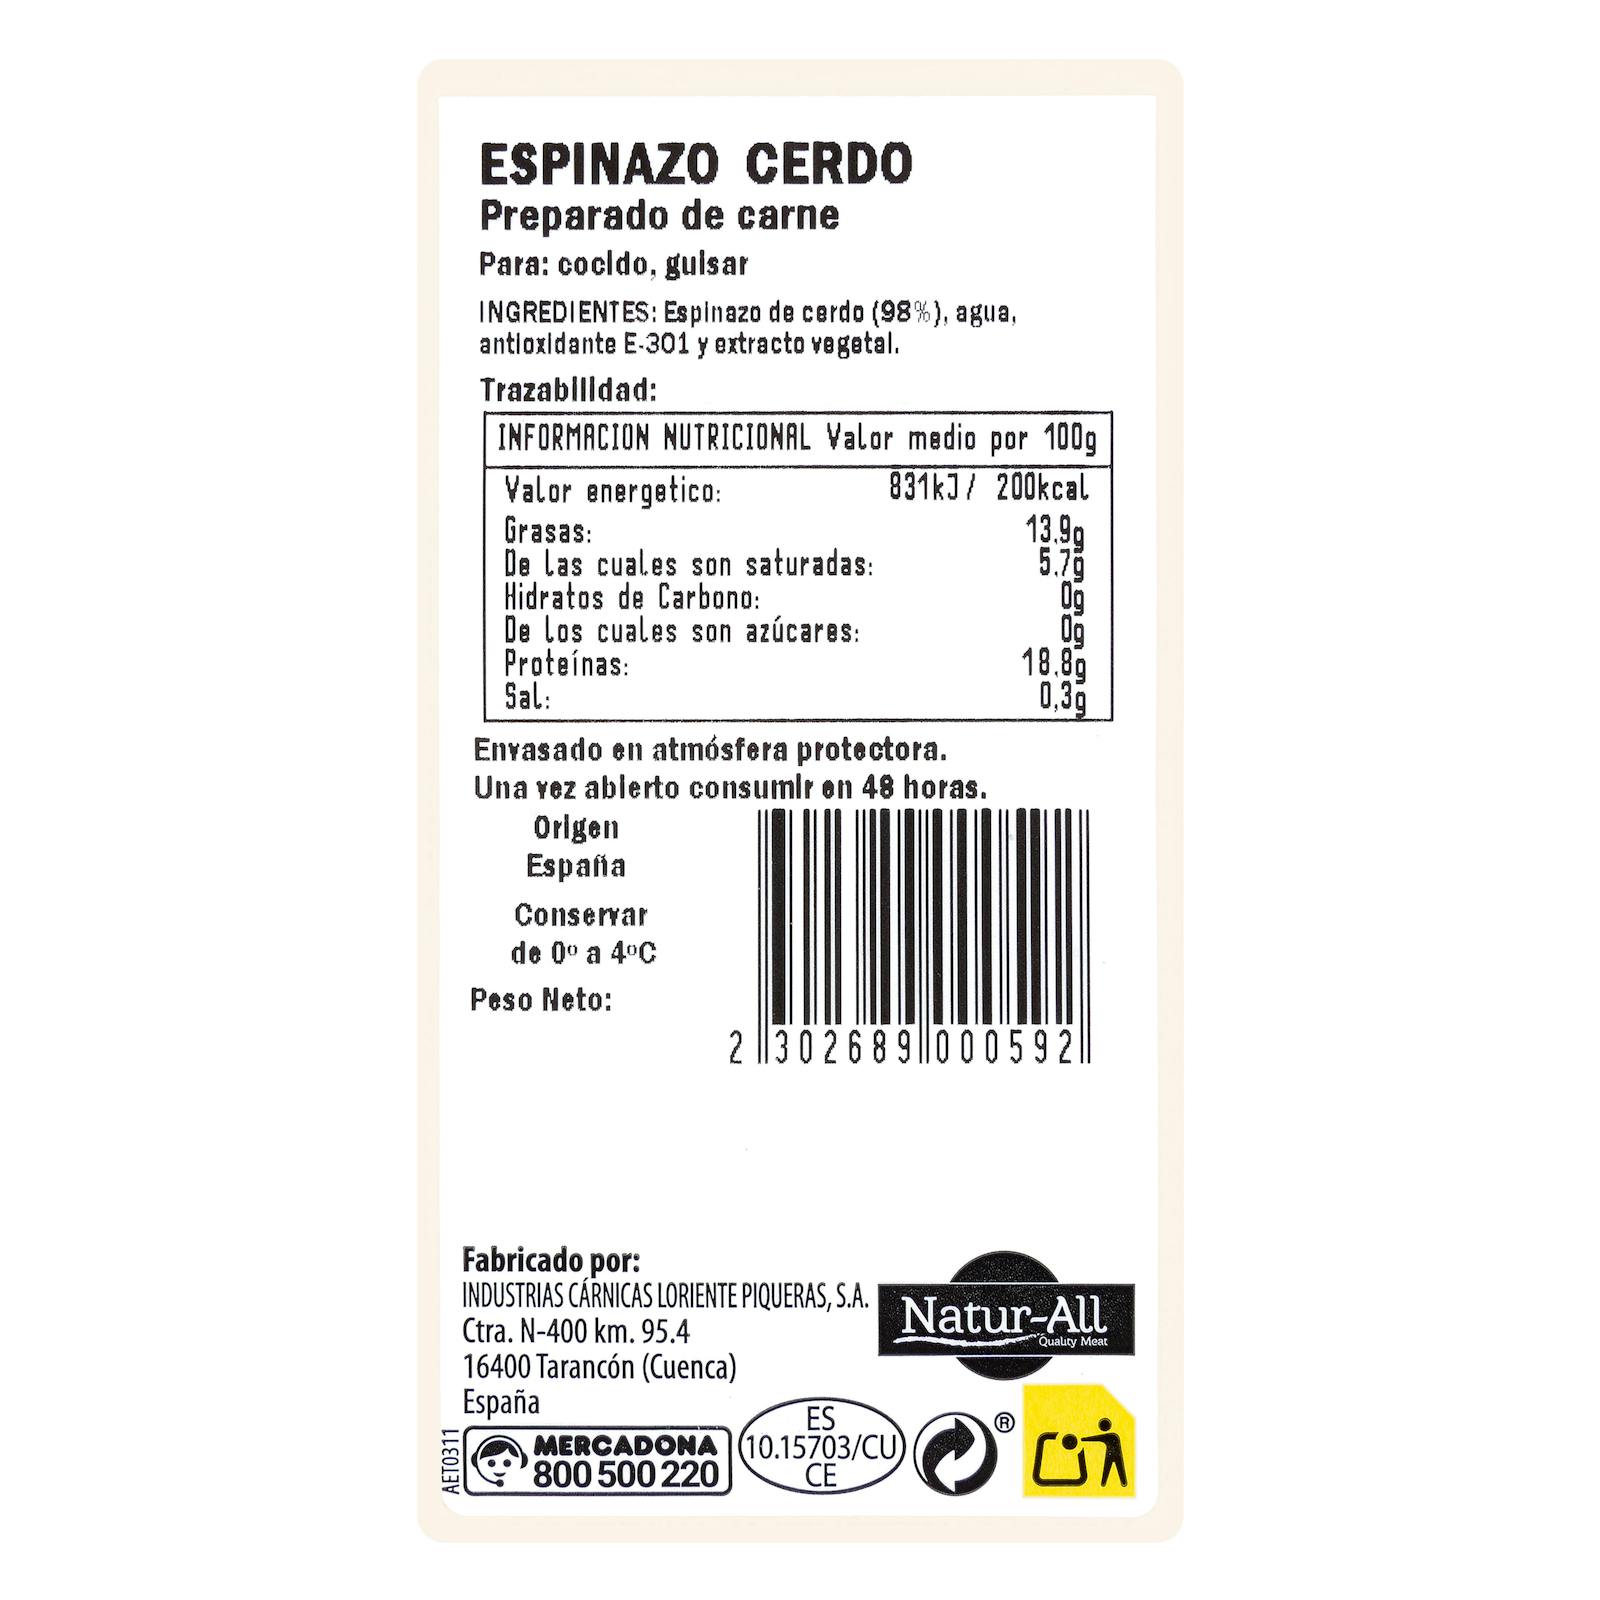 ESPINAZO CERDO
Preparado de carne
Para: cocido, guisar
INGREDIENTES: Espinazo de cerdo (98%), agua,
antioxidante E-301 y extracto vegetal.
Trazabilidad:
INFORMACION NUTRICIONAL Valor medio por 100g
Valor energetico: 831kJ/ 200kcal
Grasas: 13,9g
De las cuales son saturadas: 5,7g
Hidratos de Carbono: 0g
De los cuales son azúcares: 0g
Proteínas: 18,8g
Sal: 0,3g
Envasado en atmósfera protectora.
Una vez abierto consumir en 48 horas.
Origen
España
Conservar
de 0º a 4ºC
Peso Neto:
2 302689 000592
Fabricado por:
INDUSTRIAS CÁRNICAS LORIENTE PIQUERAS, S.A.
Ctra. N-400 km. 95.4
16400 Tarancón (Cuenca)
España
Natur-All
Quality Meat
AET0311
MERCADONA
800 500 220
ES
10.15703/CU
CE
®